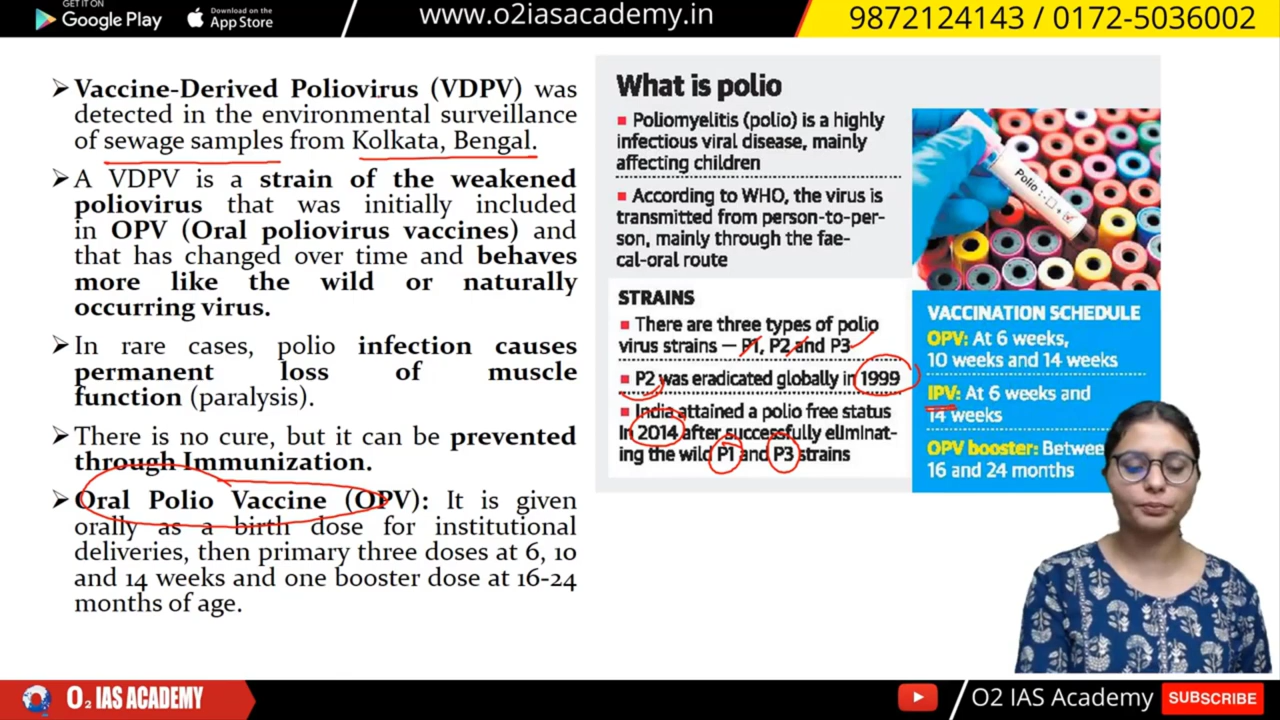 GET IT ON
Google Play
Download on the
App Store
www.o2iasacademy.in
9872124143 / 0172-5036002
➢ Vaccine-Derived Poliovirus (VDPV) was
detected in the environmental surveillance
of sewage samples from Kolkata, Bengal.
➢ A VDPV is a strain of the weakened
poliovirus that was initially included
in OPV (Oral poliovirus vaccines) and
that has changed over time and behaves
more like the wild or naturally
occurring virus.
➢ In rare cases, polio infection causes
permanent loss of muscle
function (paralysis).
➢ There is no cure, but it can be prevented
through Immunization.
➢ Oral Polio Vaccine (OPV): It is given
orally as a birth dose for institutional
deliveries, then primary three doses at 6, 10
and 14 weeks and one booster dose at 16-24
months of age.
What is polio
■ Poliomyelitis (polio) is a highly
infectious viral disease, mainly
affecting children
■ According to WHO, the virus is
transmitted from person-to-per-
son, mainly through the fae-
cal-oral route
STRAINS
■ There are three types of polio
virus strains — P1, P2 and P3
■ P2 was eradicated globally in 1999
■ India attained a polio free status
in 2014 after successfully eliminat-
ing the wild P1 and P3 strains
Polio :
VACCINATION SCHEDULE
OPV: At 6 weeks,
10 weeks and 14 weeks
IPV: At 6 weeks and
14 weeks
OPV booster: Betwee
16 and 24 months
O2 IAS ACADEMY
O2 IAS Academy
SUBSCRIBE